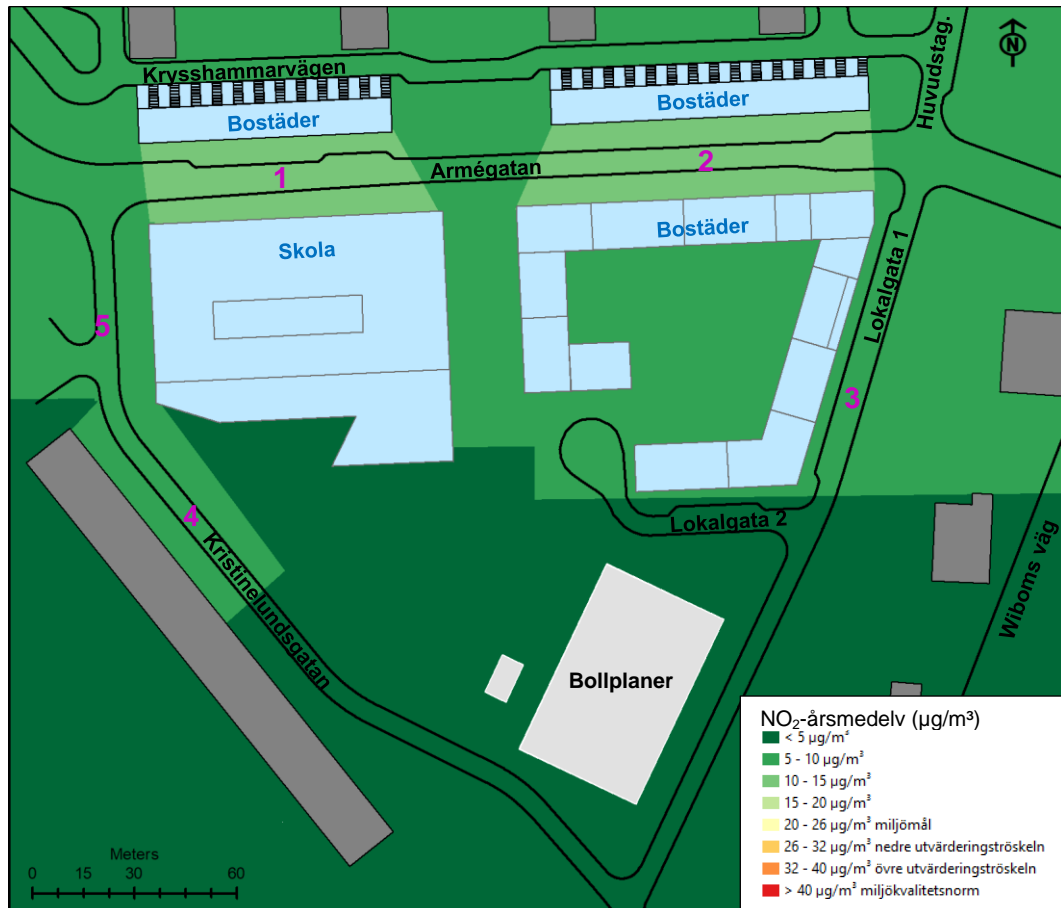 Krysshammarvägen
Huvudstag.
N
Bostäder
Bostäder
1
Armégatan
2
Skola
Bostäder
Lokalgata 1
5
3
4
Kristinelundsgatan
Lokalgata 2
Wiboms väg
Bollplaner
Meters
0 15 30 60
NO₂-årsmedelv (µg/m³)
< 5 µg/m³
5 - 10 µg/m³
10 - 15 µg/m³
15 - 20 µg/m³
20 - 26 µg/m³ miljömål
26 - 32 µg/m³ nedre utvärderingströskeln
32 - 40 µg/m³ övre utvärderingströskeln
> 40 µg/m³ miljökvalitetsnorm